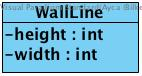 WallLine
-height : int
-width : int